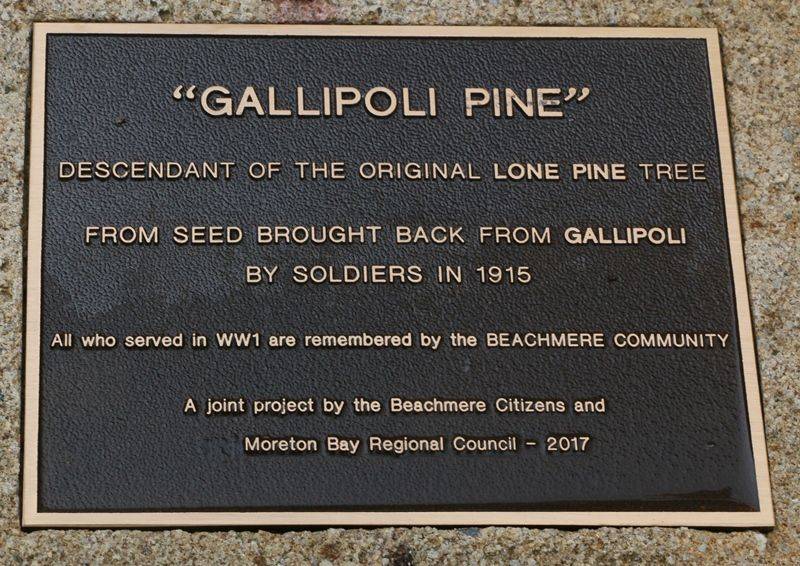 “GALLIPOLI PINE”
DESCENDANT OF THE ORIGINAL LONE PINE TREE
FROM SEED BROUGHT BACK FROM GALLIPOLI
BY SOLDIERS IN 1915
All who served in WW1 are remembered by the BEACHMERE COMMUNITY
A joint project by the Beachmere Citizens and
Moreton Bay Regional Council – 2017